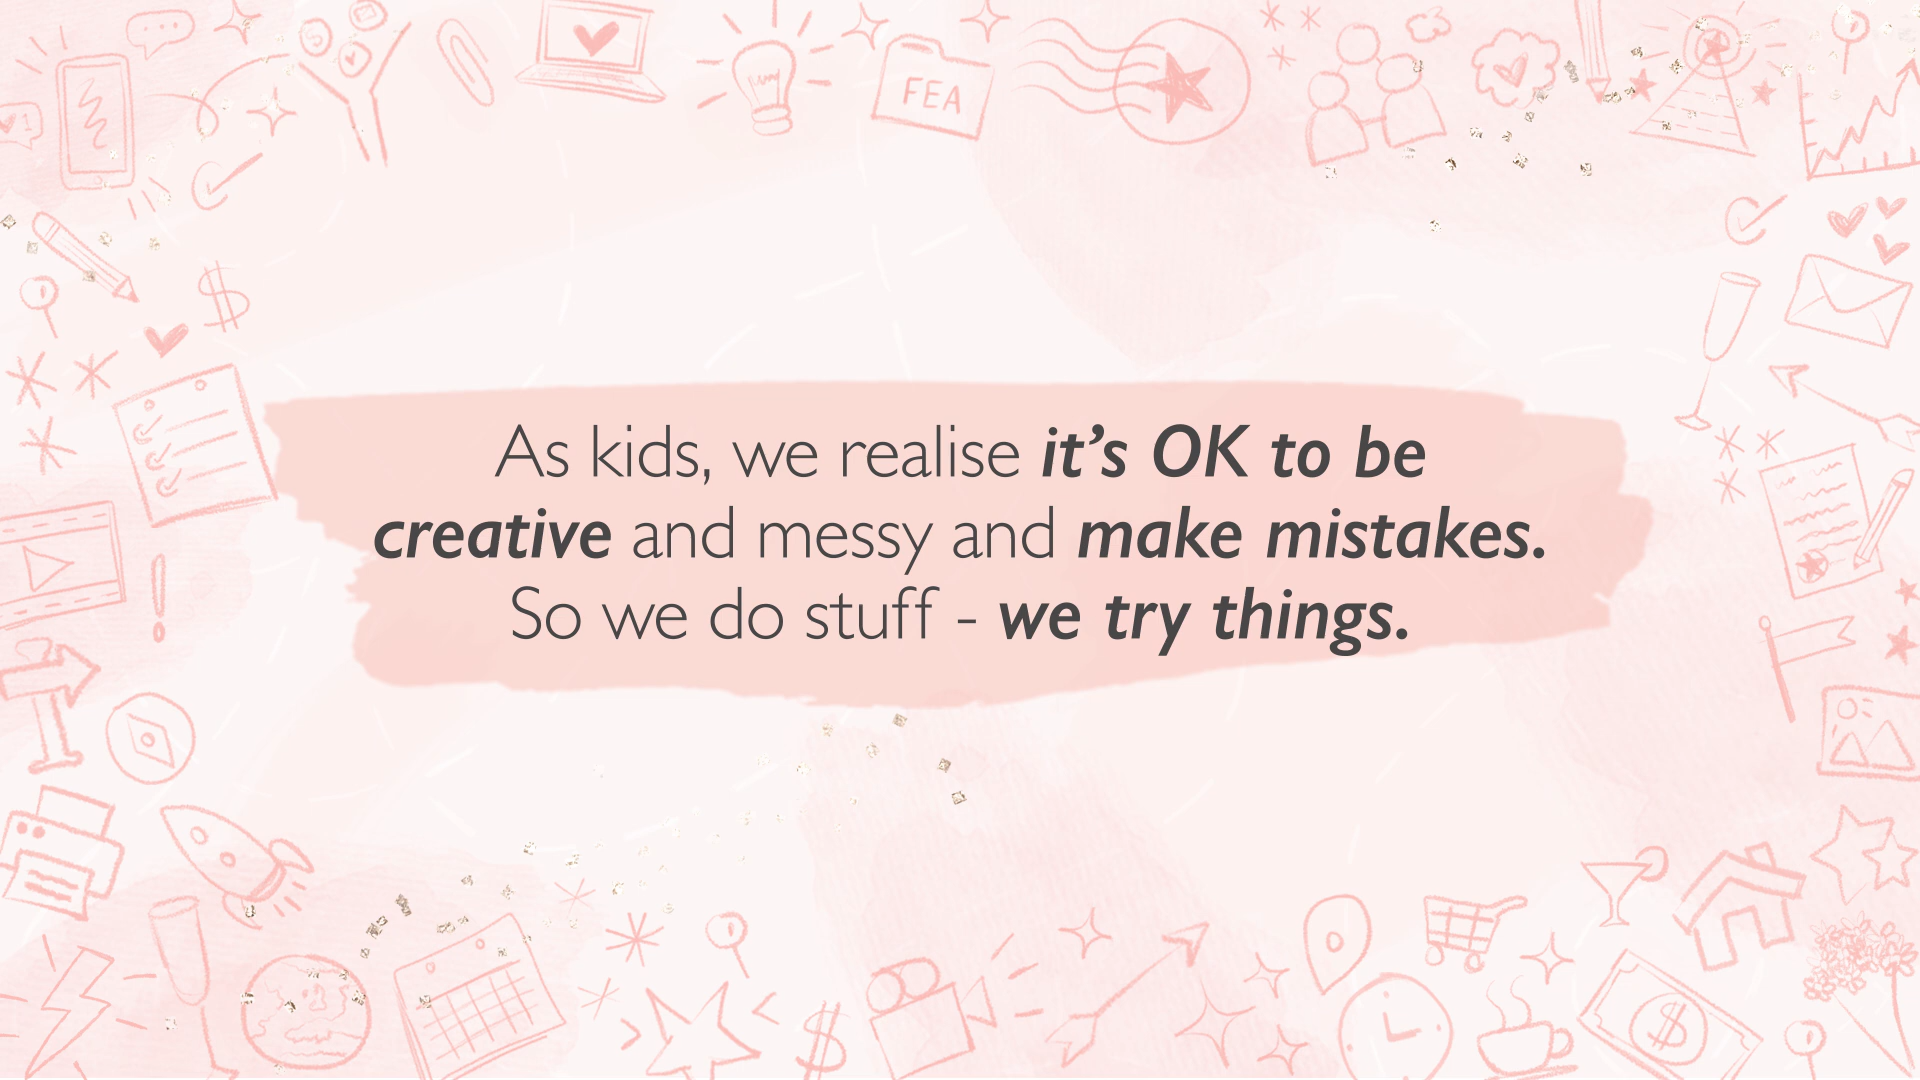 FEA
As kids, we realise it’s OK to be
creative and messy and make mistakes.
So we do stuff - we try things.